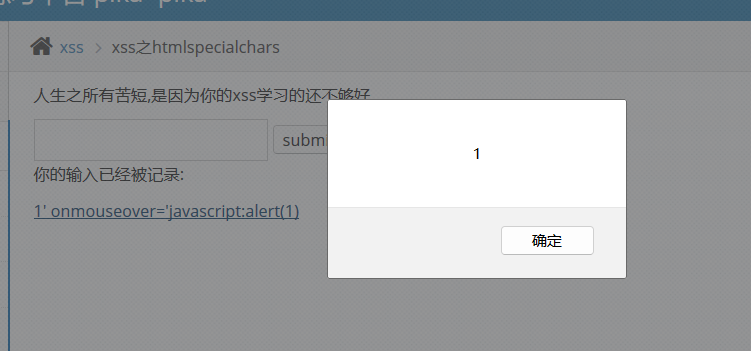 xss > xss之htmlspecialchars
人生之所有苦短,是因为你的xss学习的还不够好
subm
你的输入已经被记录:
1' onmouseover='javascript:alert(1)
1
确定